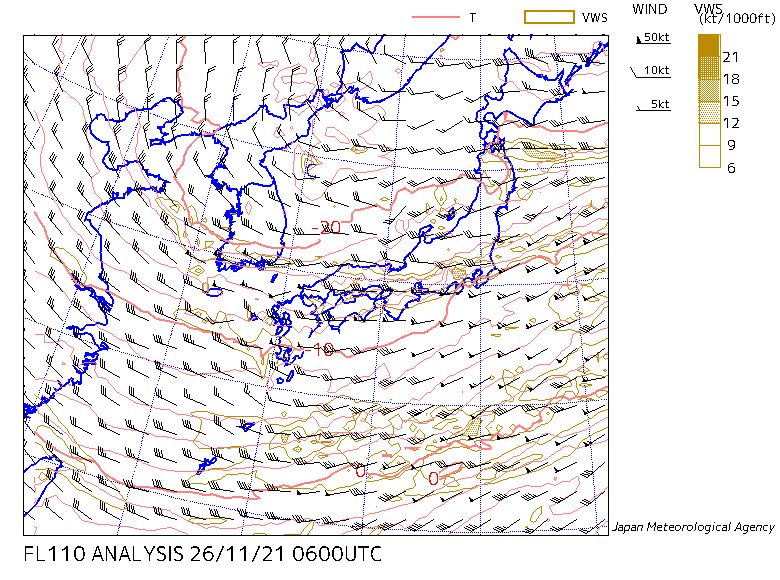 T
VWS
WIND
50kt
10kt
5kt
VWS
(kt/1000ft)
21
18
15
12
9
6
C
-20
-10
0
0
Japan Meteorological Agency
FL110 ANALYSIS 26/11/21 0600UTC